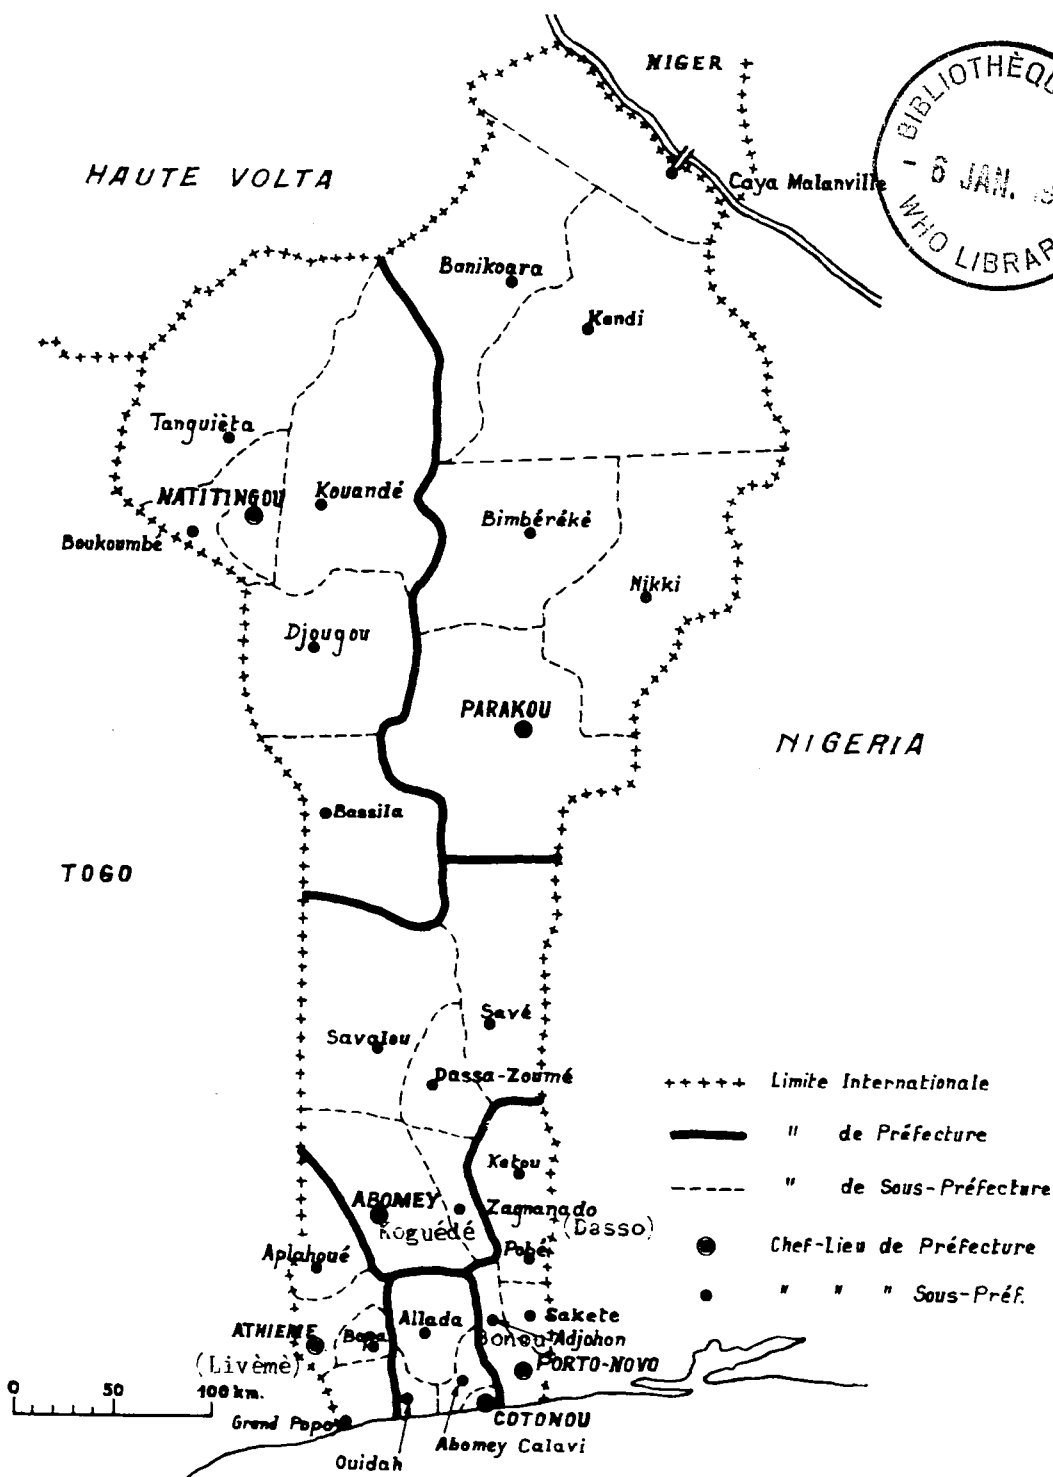 NIGER
BIBLIOTHÈQU
6 JAN.
WHO LIBRAR
HAUTE VOLTA
Caya Malanville
Banikoara
Kandi
Tanguièta
NATITINGOU
Kouandé
Boukoumbé
Bimbéréké
Nikki
Djougou
PARAKOU
NIGERIA
Bassila
TOGO
Savé
Savalou
Dassa-Zoumé
+++++ Limite Internationale
" de Préfecture
" de Sous-Préfecture
Chef-Lieu de Préfecture
" " " Sous-Préf.
Ketou
ABOMEY
Zagnanado
Koguédé
(Dasso)
Pobé
Aplahoué
Allada
Sakete
ATHIEME
Bopa
Bonou
Adjohon
(Livèmè)
PORTO-NOVO
0 50 100 km.
Grand Popo
COTONOU
Abomey Calavi
Ouidah